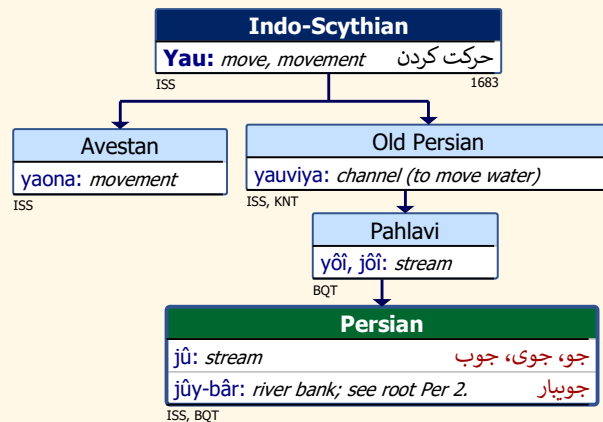 Indo-Scythian
Yau: move, movement حرکت کردن
ISS 1683
Avestan
yaona: movement
ISS
Old Persian
yauviya: channel (to move water)
ISS, KNT
Pahlavi
yôî, jôî: stream
BQT
Persian
jû: stream جو، جوی، جوب
jûy-bâr: river bank; see root Per 2. جویبار
ISS, BQT